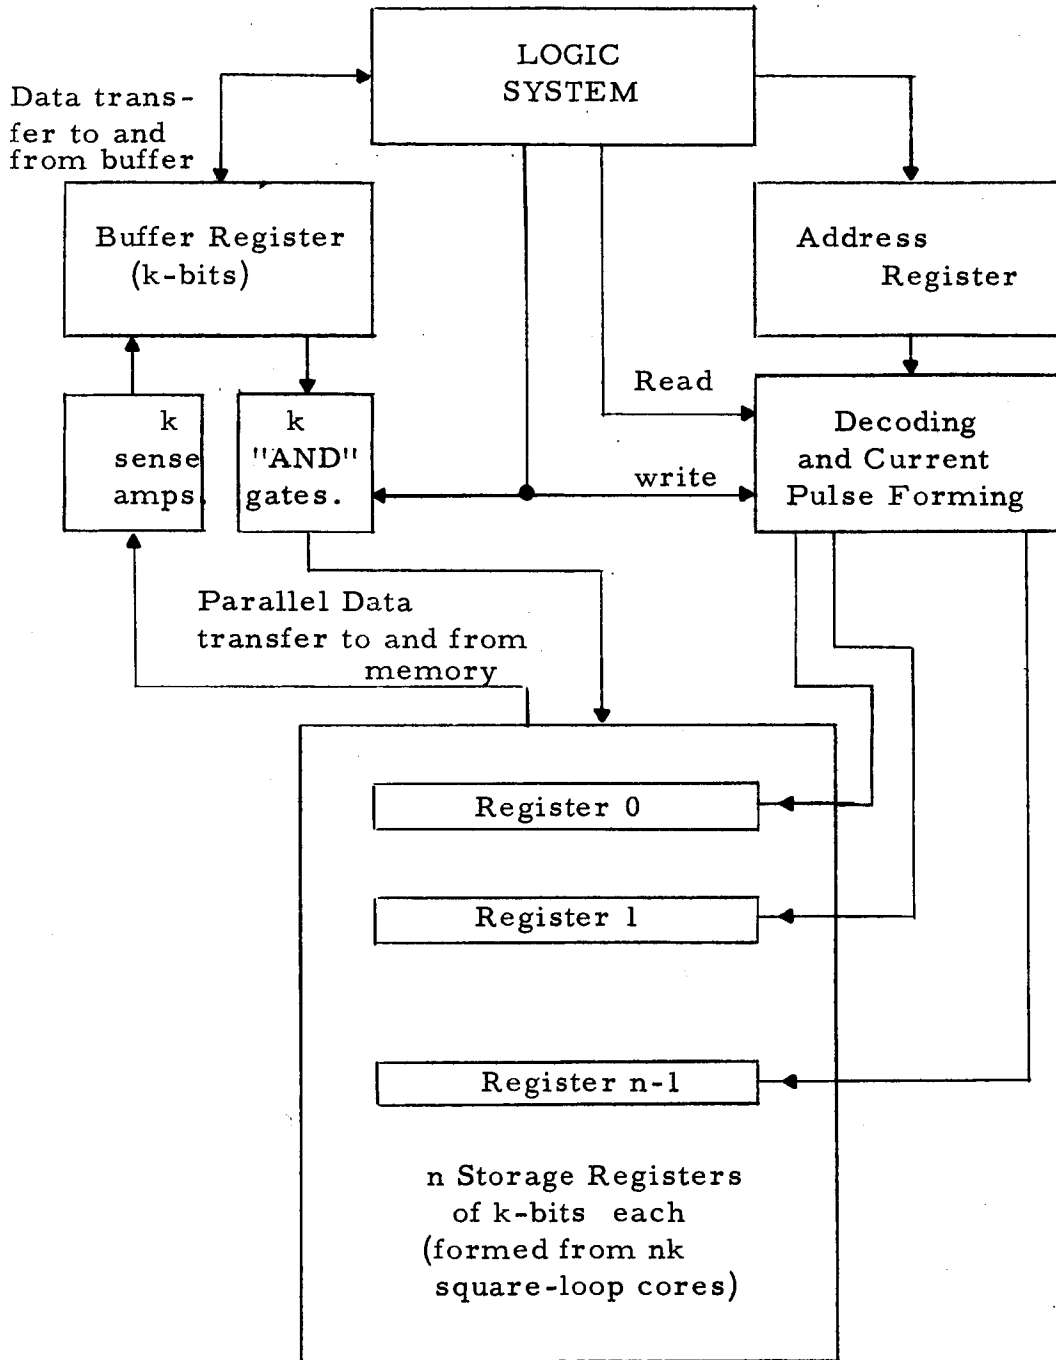 LOGIC
SYSTEM
Data trans-
fer to and
from buffer
Buffer Register
(k-bits)
Address
Register
k
sense
amps.
k
"AND"
gates.
Read
write
Decoding
and Current
Pulse Forming
Parallel Data
transfer to and from
memory
Register 0
Register 1
Register n-1
n Storage Registers
of k-bits each
(formed from nk
square-loop cores)